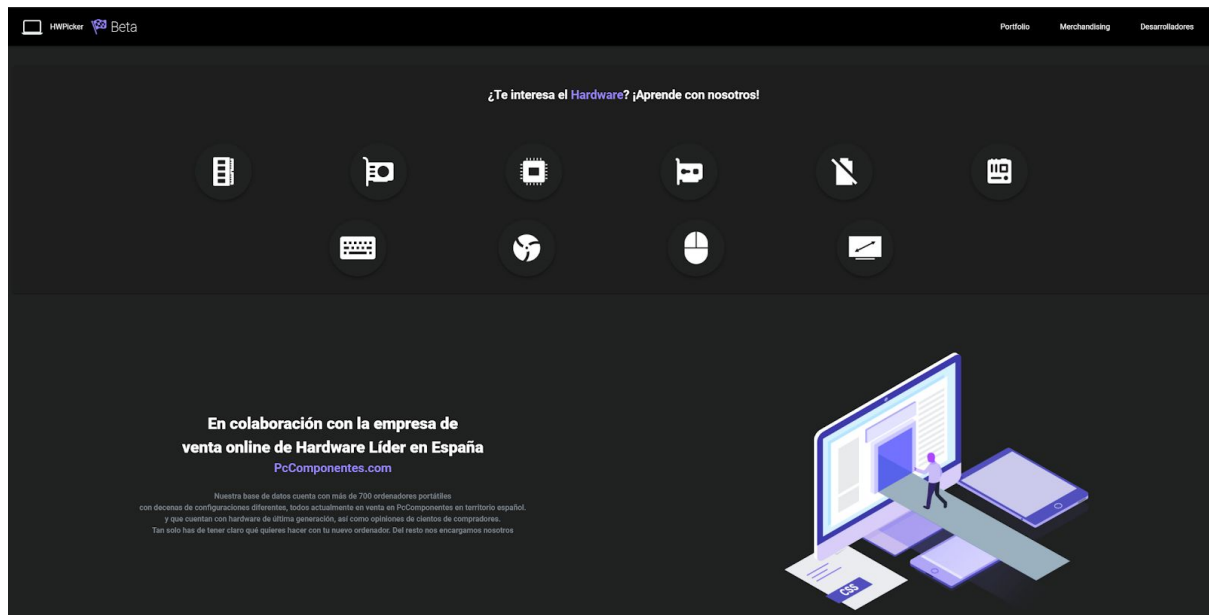 HWPicker Beta
Portfolio Merchandising Desarrolladores
¿Te interesa el Hardware? ¡Aprende con nosotros!
En colaboración con la empresa de
venta online de Hardware Líder en España
PcComponentes.com
Nuestra base de datos cuenta con más de 700 ordenadores portátiles
con decenas de configuraciones diferentes, todos actualmente en venta en PcComponentes en territorio español.
y que cuentan con hardware de última generación, así como opiniones de cientos de compradores.
Tan solo has de tener claro qué quieres hacer con tu nuevo ordenador. Del resto nos encargamos nosotros
CSS